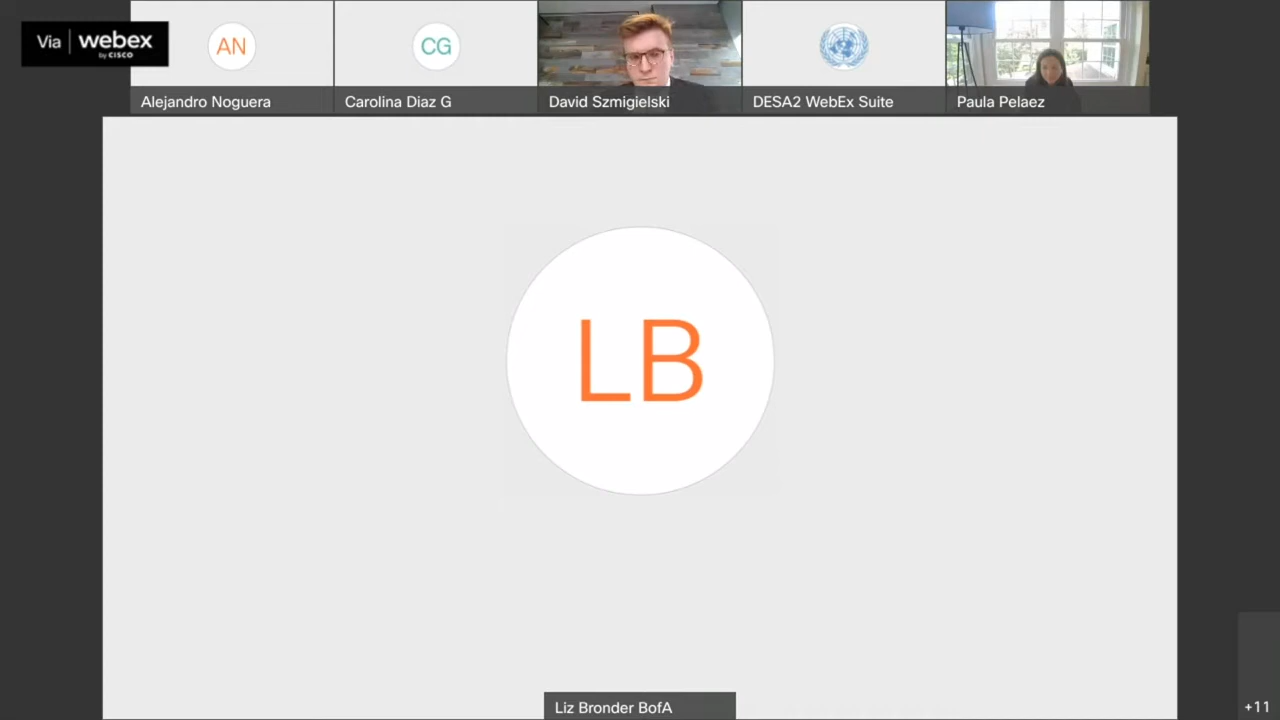 Via webex
by CISCO
AN
CG
Alejandro Noguera
Carolina Diaz G
David Szmigielski
DESA2 WebEx Suite
Paula Pelaez
LB
Liz Bronder BofA
+11